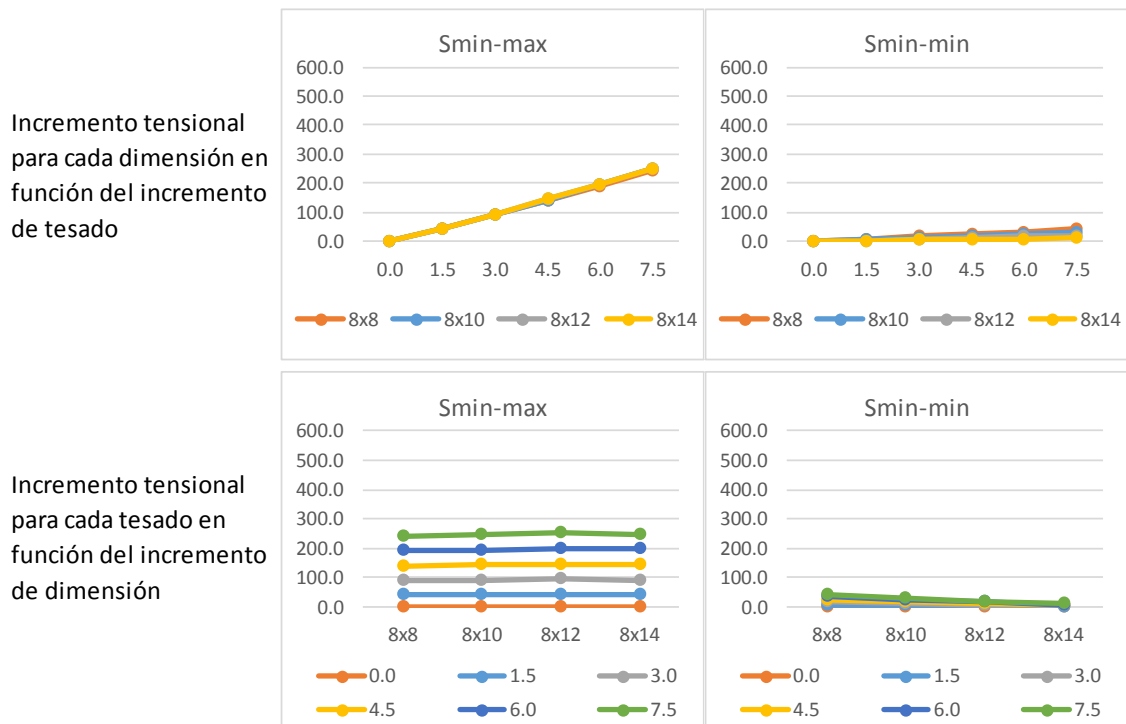 Incremento tensional
para cada dimensión en
función del incremento
de tesado
Smin-max
600.0
500.0
400.0
300.0
200.0
100.0
0.0
0.0 1.5 3.0 4.5 6.0 7.5
8x8 8x10 8x12 8x14
Smin-min
600.0
500.0
400.0
300.0
200.0
100.0
0.0
0.0 1.5 3.0 4.5 6.0 7.5
8x8 8x10 8x12 8x14
Incremento tensional
para cada tesado en
función del incremento
de dimensión
Smin-max
600.0
500.0
400.0
300.0
200.0
100.0
0.0
8x8 8x10 8x12 8x14
0.0 1.5 3.0
4.5 6.0 7.5
Smin-min
600.0
500.0
400.0
300.0
200.0
100.0
0.0
8x8 8x10 8x12 8x14
0.0 1.5 3.0
4.5 6.0 7.5